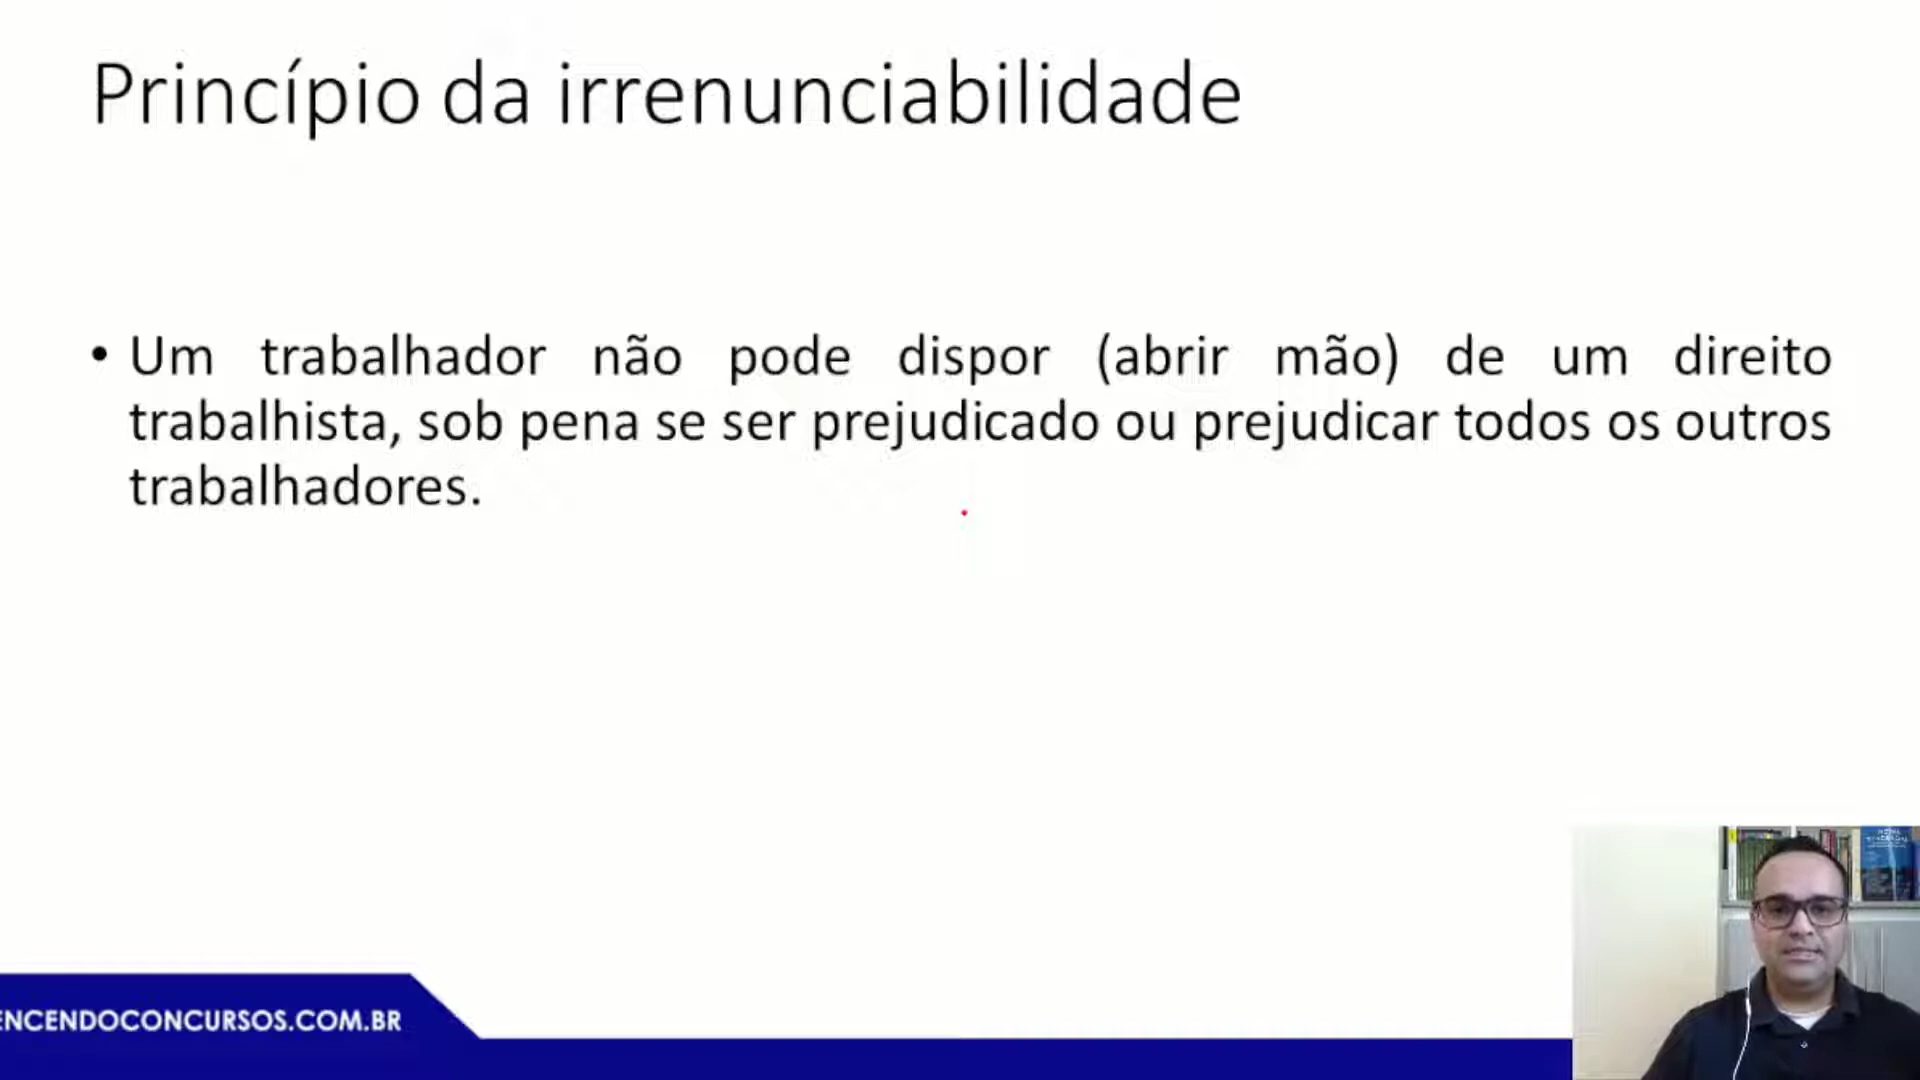 Princípio da irrenunciabilidade
• Um trabalhador não pode dispor (abrir mão) de um direito
trabalhista, sob pena se ser prejudicado ou prejudicar todos os outros
trabalhadores.
ENCENDOCONCURSOS.COM.BR